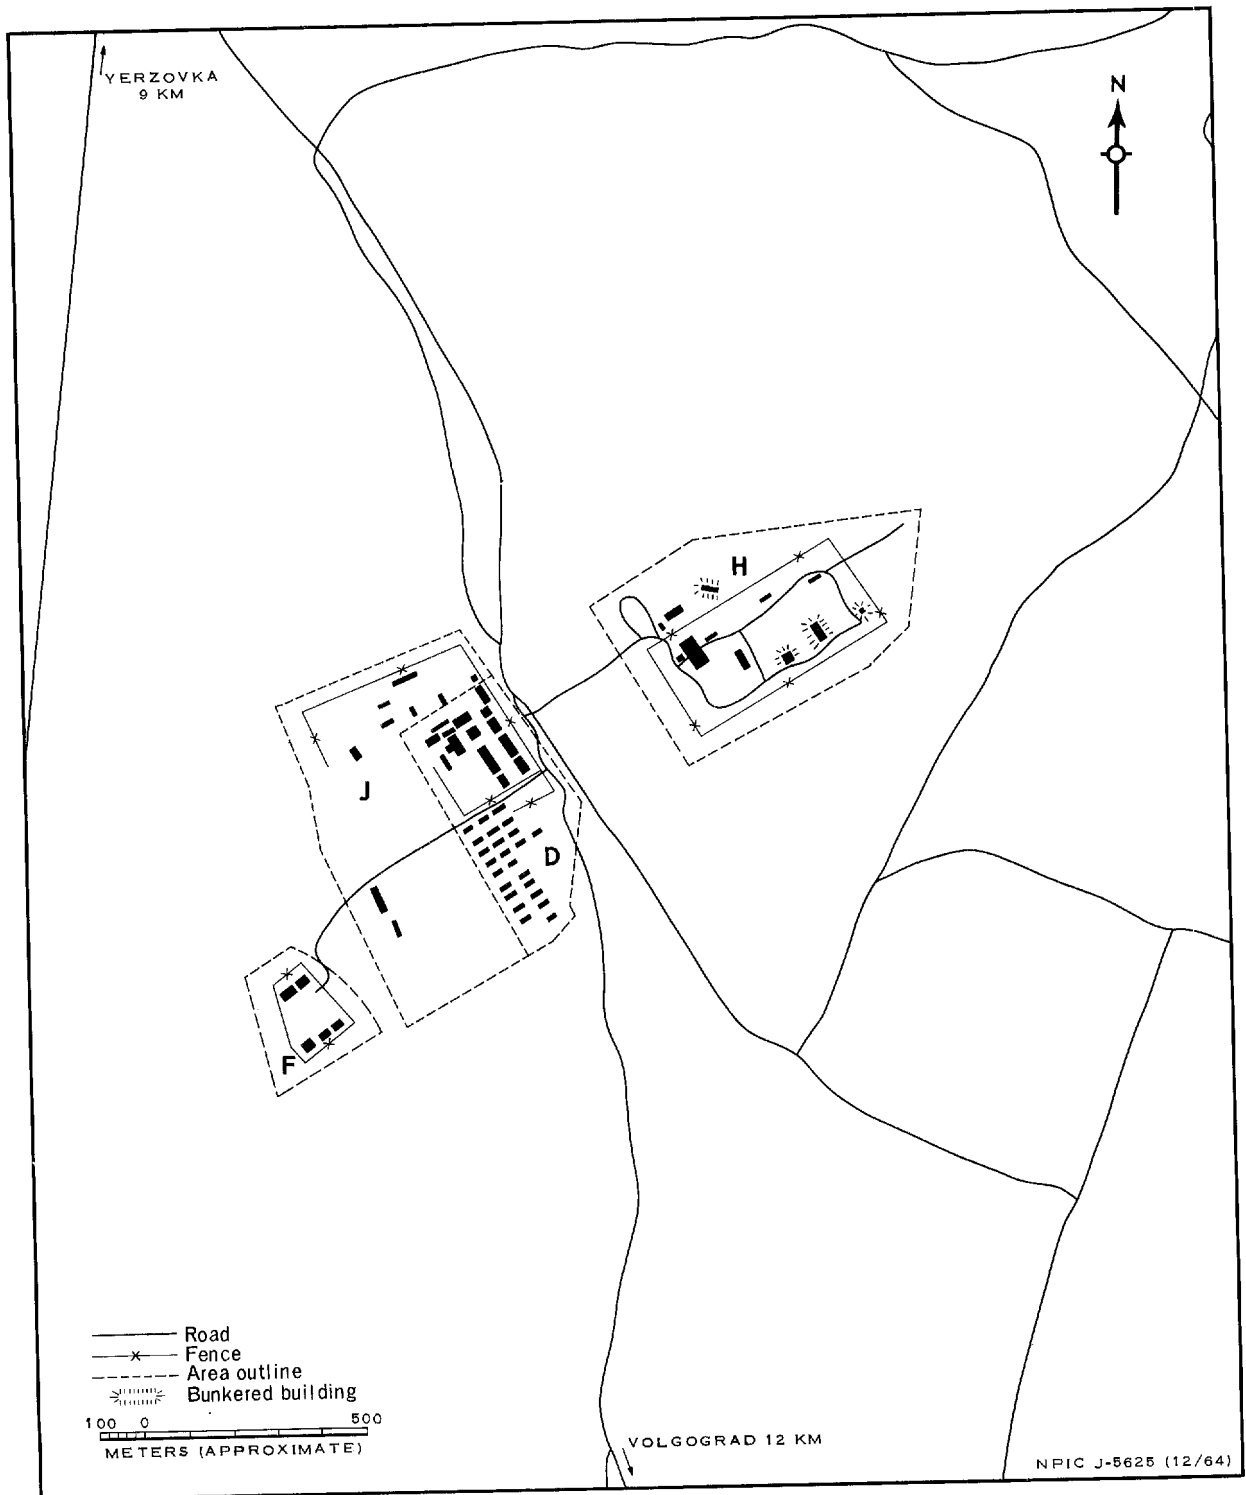 YERZOVKA
9 KM
N
H
J
D
F
Road
Fence
Area outline
Bunkered building
100 0 500
METERS (APPROXIMATE)
VOLGOGRAD 12 KM
NPIC J-5625 (12/64)